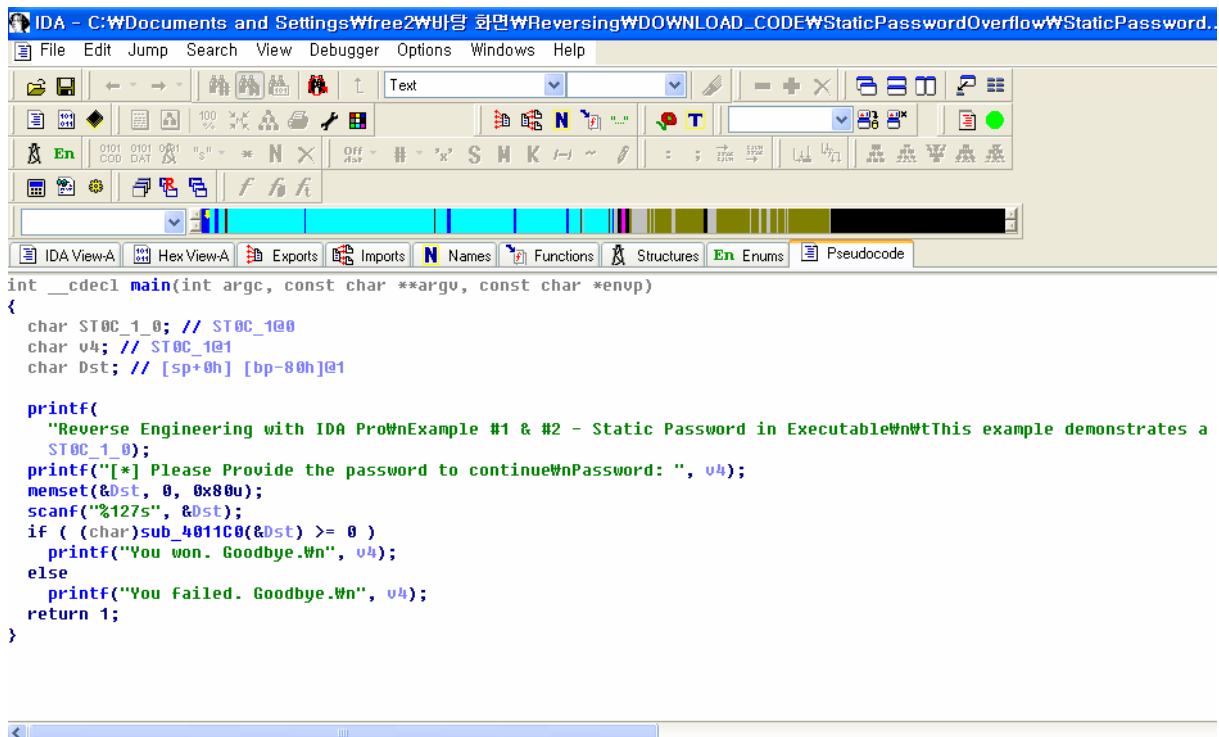 IDA - C:₩Documents and Settings₩free2₩바탕 화면₩Reversing₩DOWNLOAD_CODE₩StaticPasswordOverflow₩StaticPassword..
File Edit Jump Search View Debugger Options Windows Help
Text
En Off # 'x' S M K
IDA View-A Hex View-A Exports Imports N Names Functions Structures En Enums Pseudocode
int __cdecl main(int argc, const char **argv, const char *envp)
{
char ST0C_1_0; // ST0C_1@0
char v4; // ST0C_1@1
char Dst; // [sp+0h] [bp-80h]@1
printf(
"Reverse Engineering with IDA Pro₩nExample #1 & #2 - Static Password in Executable₩n₩tThis example demonstrates a
ST0C_1_0);
printf("[*] Please Provide the password to continue₩nPassword: ", v4);
memset(&Dst, 0, 0x80u);
scanf("%127s", &Dst);
if ( (char)sub_4011C0(&Dst) >= 0 )
printf("You won. Goodbye.₩n", v4);
else
printf("You failed. Goodbye.₩n", v4);
return 1;
}